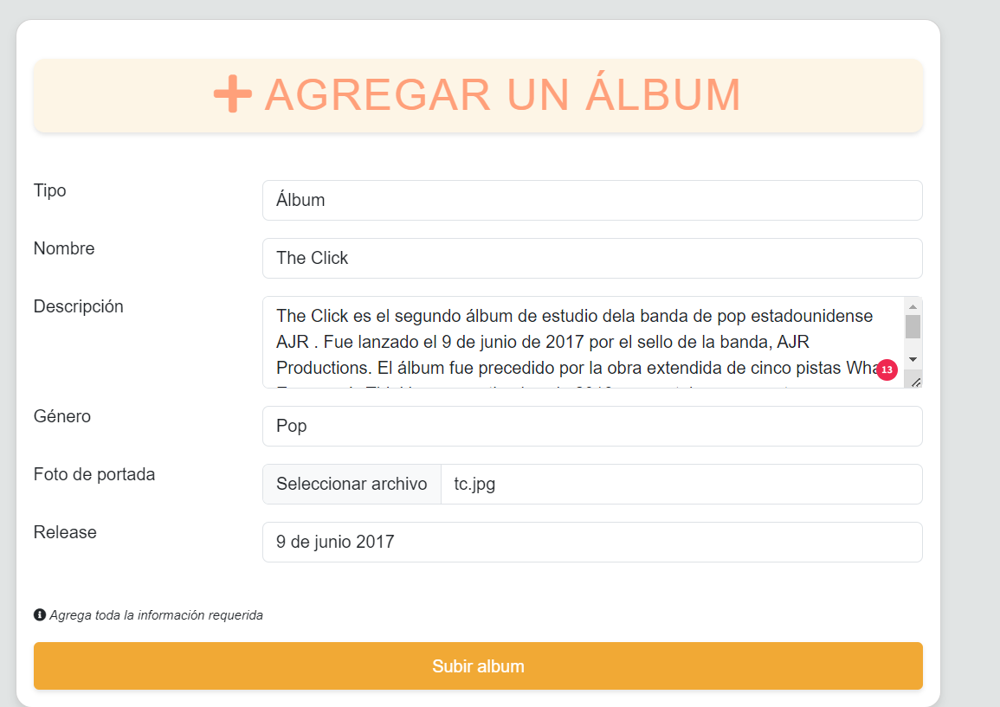 AGREGAR UN ÁLBUM
Tipo
Álbum
Nombre
The Click
Descripción
The Click es el segundo álbum de estudio dela banda de pop estadounidense
AJR . Fue lanzado el 9 de junio de 2017 por el sello de la banda, AJR
Productions. El álbum fue precedido por la obra extendida de cinco pistas Wha
13
Género
Pop
Foto de portada
Seleccionar archivo
tc.jpg
Release
9 de junio 2017
Agrega toda la información requerida
Subir album